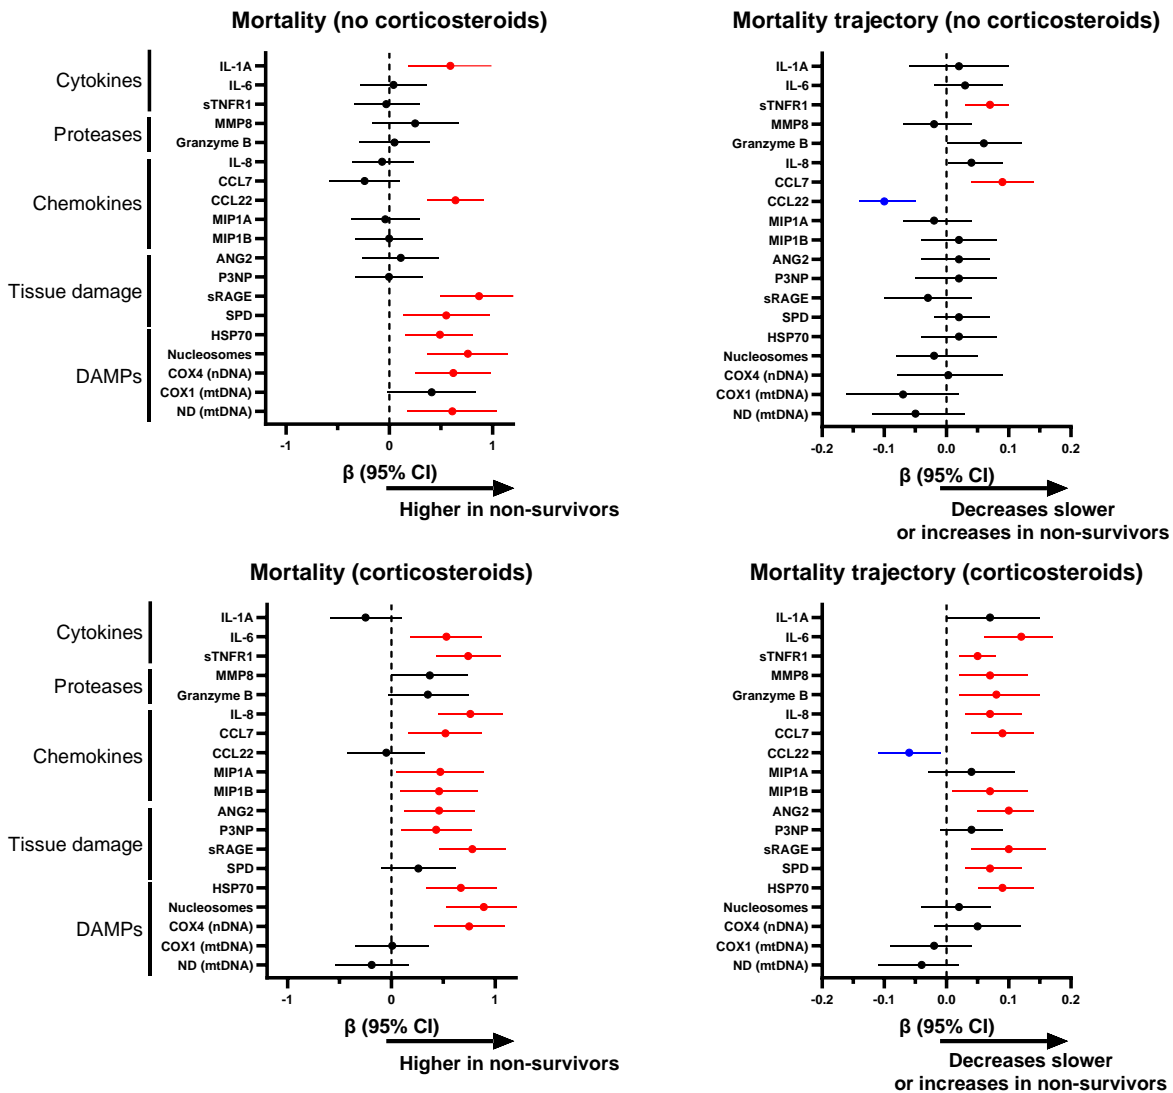 Mortality (no corticosteroids)
Cytokines
Proteases
Chemokines
Tissue damage
DAMPs
IL-1A
IL-6
sTNFR1
MMP8
Granzyme B
IL-8
CCL7
CCL22
MIP1A
MIP1B
ANG2
P3NP
sRAGE
SPD
HSP70
Nucleosomes
COX4 (nDNA)
COX1 (mtDNA)
ND (mtDNA)
-1 0 1
β (95% CI)
Higher in non-survivors
Mortality trajectory (no corticosteroids)
IL-1A
IL-6
sTNFR1
MMP8
Granzyme B
IL-8
CCL7
CCL22
MIP1A
MIP1B
ANG2
P3NP
sRAGE
SPD
HSP70
Nucleosomes
COX4 (nDNA)
COX1 (mtDNA)
ND (mtDNA)
-0.2 -0.1 0.0 0.1 0.2
β (95% CI)
Decreases slower
or increases in non-survivors
Mortality (corticosteroids)
Cytokines
Proteases
Chemokines
Tissue damage
DAMPs
IL-1A
IL-6
sTNFR1
MMP8
Granzyme B
IL-8
CCL7
CCL22
MIP1A
MIP1B
ANG2
P3NP
sRAGE
SPD
HSP70
Nucleosomes
COX4 (nDNA)
COX1 (mtDNA)
ND (mtDNA)
-1 0 1
β (95% CI)
Higher in non-survivors
Mortality trajectory (corticosteroids)
IL-1A
IL-6
sTNFR1
MMP8
Granzyme B
IL-8
CCL7
CCL22
MIP1A
MIP1B
ANG2
P3NP
sRAGE
SPD
HSP70
Nucleosomes
COX4 (nDNA)
COX1 (mtDNA)
ND (mtDNA)
-0.2 -0.1 0.0 0.1 0.2
β (95% CI)
Decreases slower
or increases in non-survivors